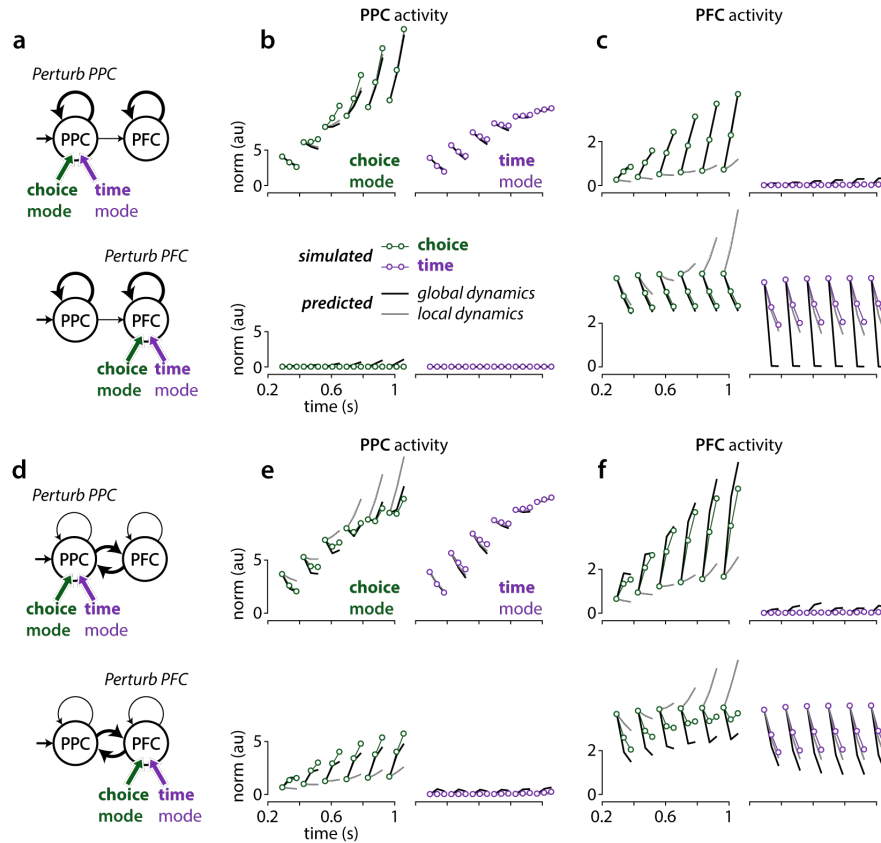 PPC activity
PFC activity
a
b
c
Perturb PPC
PPC
PFC
choice
mode
time
mode
norm (au)
5
0
choice
mode
time
mode
2
0
Perturb PFC
PPC
PFC
choice
mode
time
mode
simulated
choice
time
predicted
global dynamics
local dynamics
norm (au)
5
0
0.2
0.6
1
time (s)
2
0
0.2
0.6
1
PPC activity
PFC activity
d
e
f
Perturb PPC
PPC
PFC
choice
mode
time
mode
norm (au)
5
0
choice
mode
time
mode
2
0
Perturb PFC
PPC
PFC
choice
mode
time
mode
norm (au)
5
0
0.2
0.6
1
time (s)
2
0.2
0.6
1